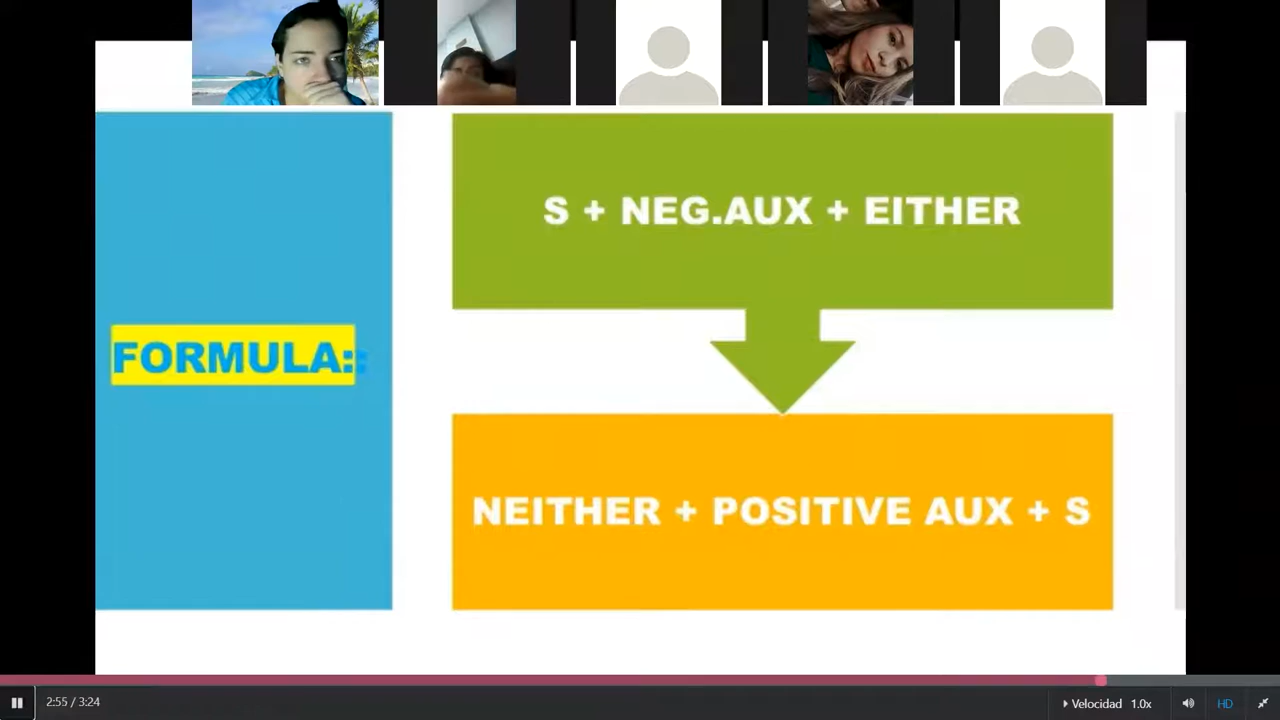 S + NEG.AUX + EITHER
FORMULA:
NEITHER + POSITIVE AUX + S
2:55 / 3:24
Velocidad 1.0x
HD